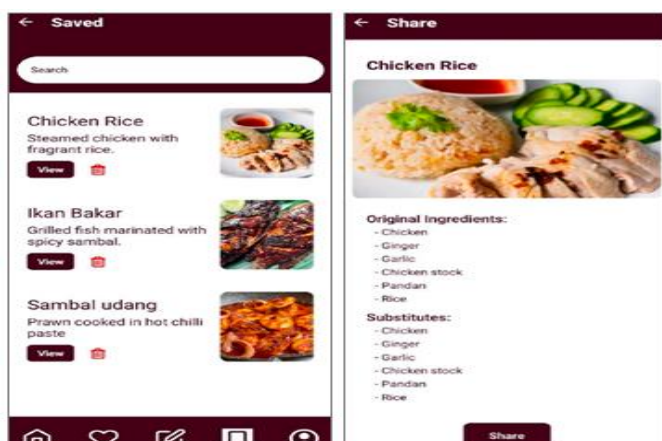 ← Saved
Search
Chicken Rice
Steamed chicken with
fragrant rice.
View
Ikan Bakar
Grilled fish marinated with
spicy sambal.
View
Sambal udang
Prawn cooked in hot chilli
paste
View
← Share
Chicken Rice
Original Ingredients:
- Chicken
- Ginger
- Garlic
- Chicken stock
- Pandan
- Rice
Substitutes:
- Chicken
- Ginger
- Garlic
- Chicken stock
- Pandan
- Rice
Share